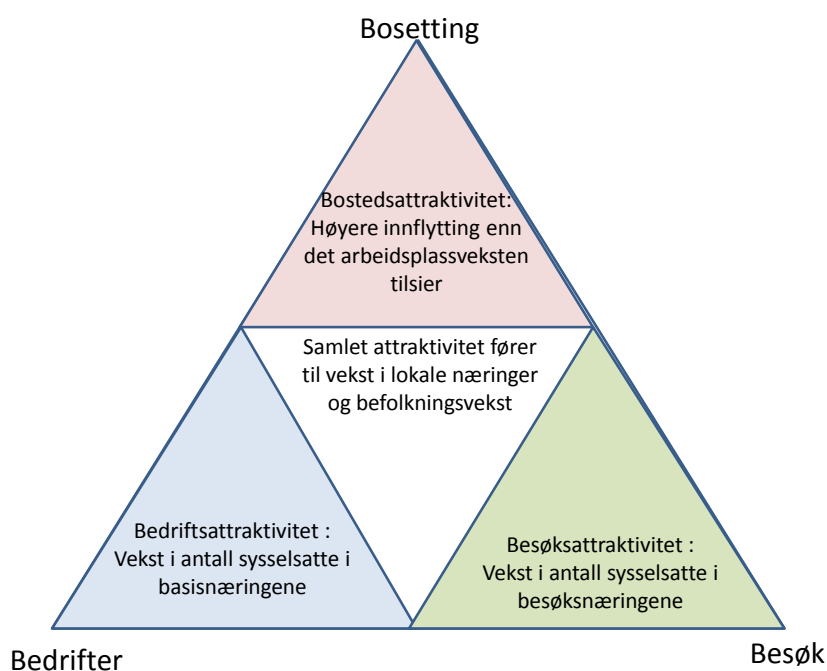 Bosetting
Bostedsattraktivitet:
Høyere innflytting enn
det arbeidsplassveksten
tilsier
Samlet attraktivitet fører
til vekst i lokale næringer
og befolkningsvekst
Bedriftsattraktivitet :
Vekst i antall sysselsatte i
basisnæringene
Besøksattraktivitet :
Vekst i antall sysselsatte i
besøksnæringene
Bedrifter
Besøk